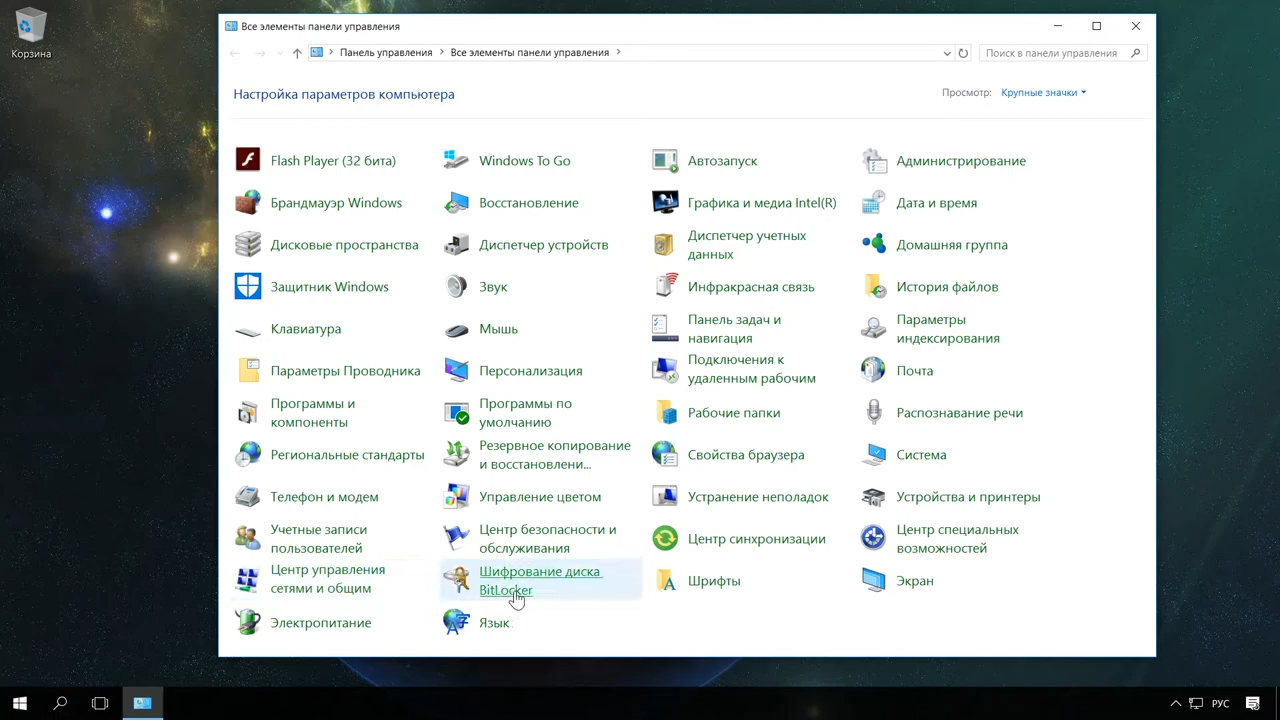 Корзина
Все элементы панели управления
Панель управления
Все элементы панели управления
Поиск в панели управления
Настройка параметров компьютера
Просмотр: Крупные значки
Flash Player (32 бита)
Windows To Go
Автозапуск
Администрирование
Брандмауэр Windows
Восстановление
Графика и медиа Intel(R)
Дата и время
Дисковые пространства
Диспетчер устройств
Диспетчер учетных
данных
Домашняя группа
Защитник Windows
Звук
Инфракрасная связь
История файлов
Клавиатура
Мышь
Панель задач и
навигация
Параметры
индексирования
Параметры Проводника
Персонализация
Подключения к
удаленным рабочим
Почта
Программы и
компоненты
Программы по
умолчанию
Рабочие папки
Распознавание речи
Региональные стандарты
Резервное копирование
и восстановлени...
Свойства браузера
Система
Телефон и модем
Управление цветом
Устранение неполадок
Устройства и принтеры
Учетные записи
пользователей
Центр безопасности и
обслуживания
Центр синхронизации
Центр специальных
возможностей
Центр управления
сетями и общим
Шифрование диска
BitLocker
Шрифты
Экран
Электропитание
Язык
РУС